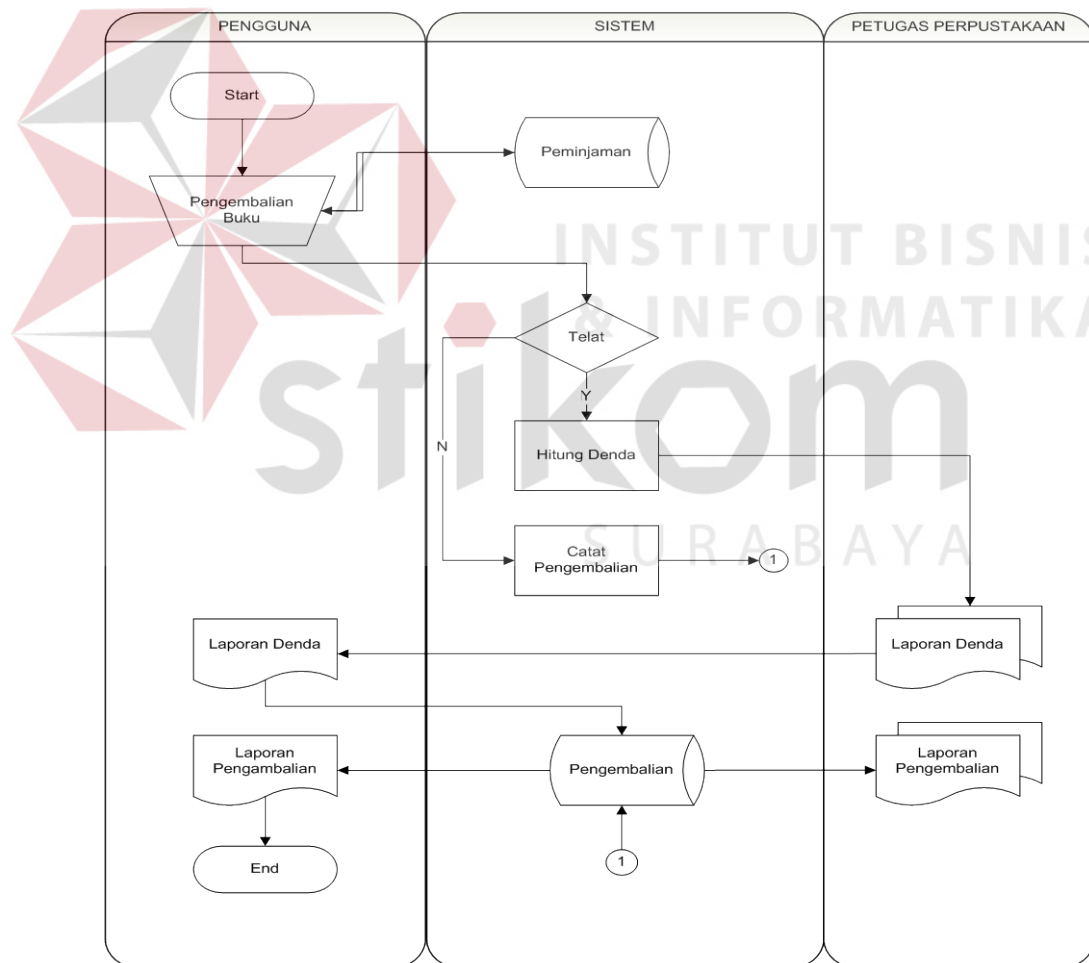 PENGGUNA
SISTEM
PETUGAS PERPUSTAKAAN
Start
Peminjaman
Pengembalian
Buku
INSTITUT BISNIS
& INFORMATIKA
stikom
SURABAYA
Telat
Y
N
Hitung Denda
Catat
Pengembalian
1
Laporan Denda
Laporan Denda
Laporan
Pengambalian
Pengembalian
Laporan
Pengembalian
1
End